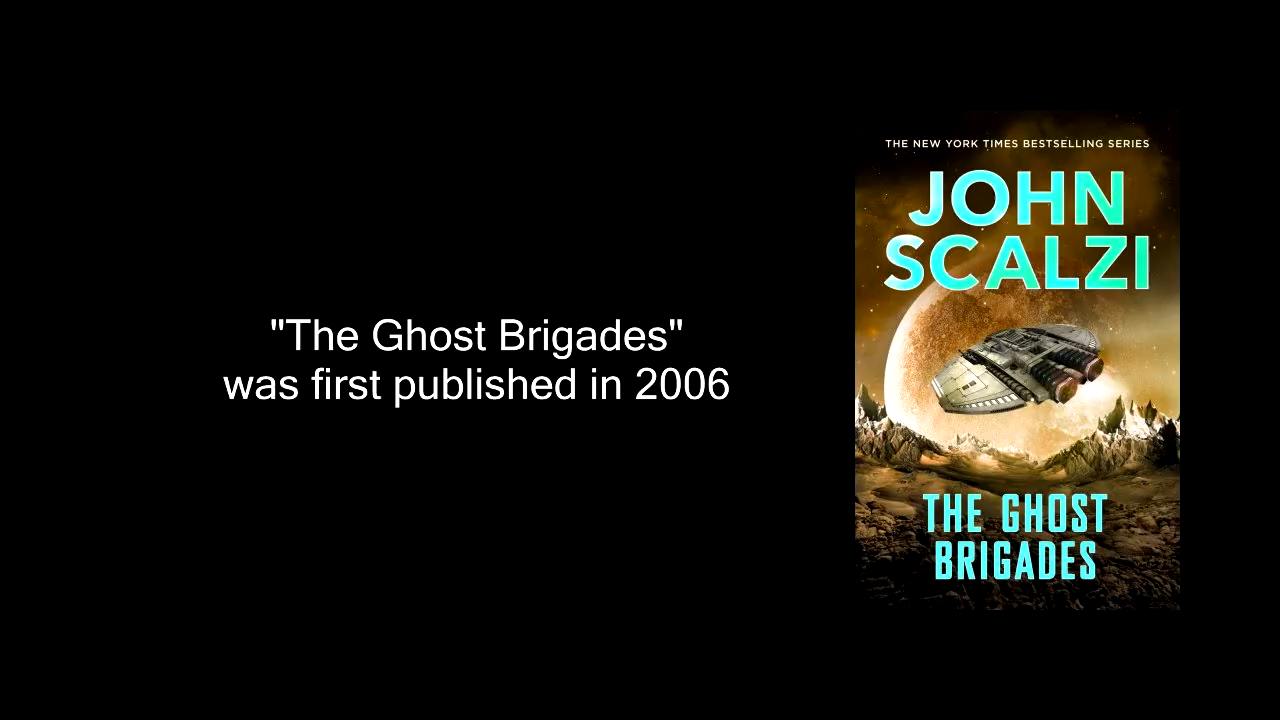 "The Ghost Brigades"
was first published in 2006
THE NEW YORK TIMES BESTSELLING SERIES
JOHN
SCALZI
THE GHOST
BRIGADES